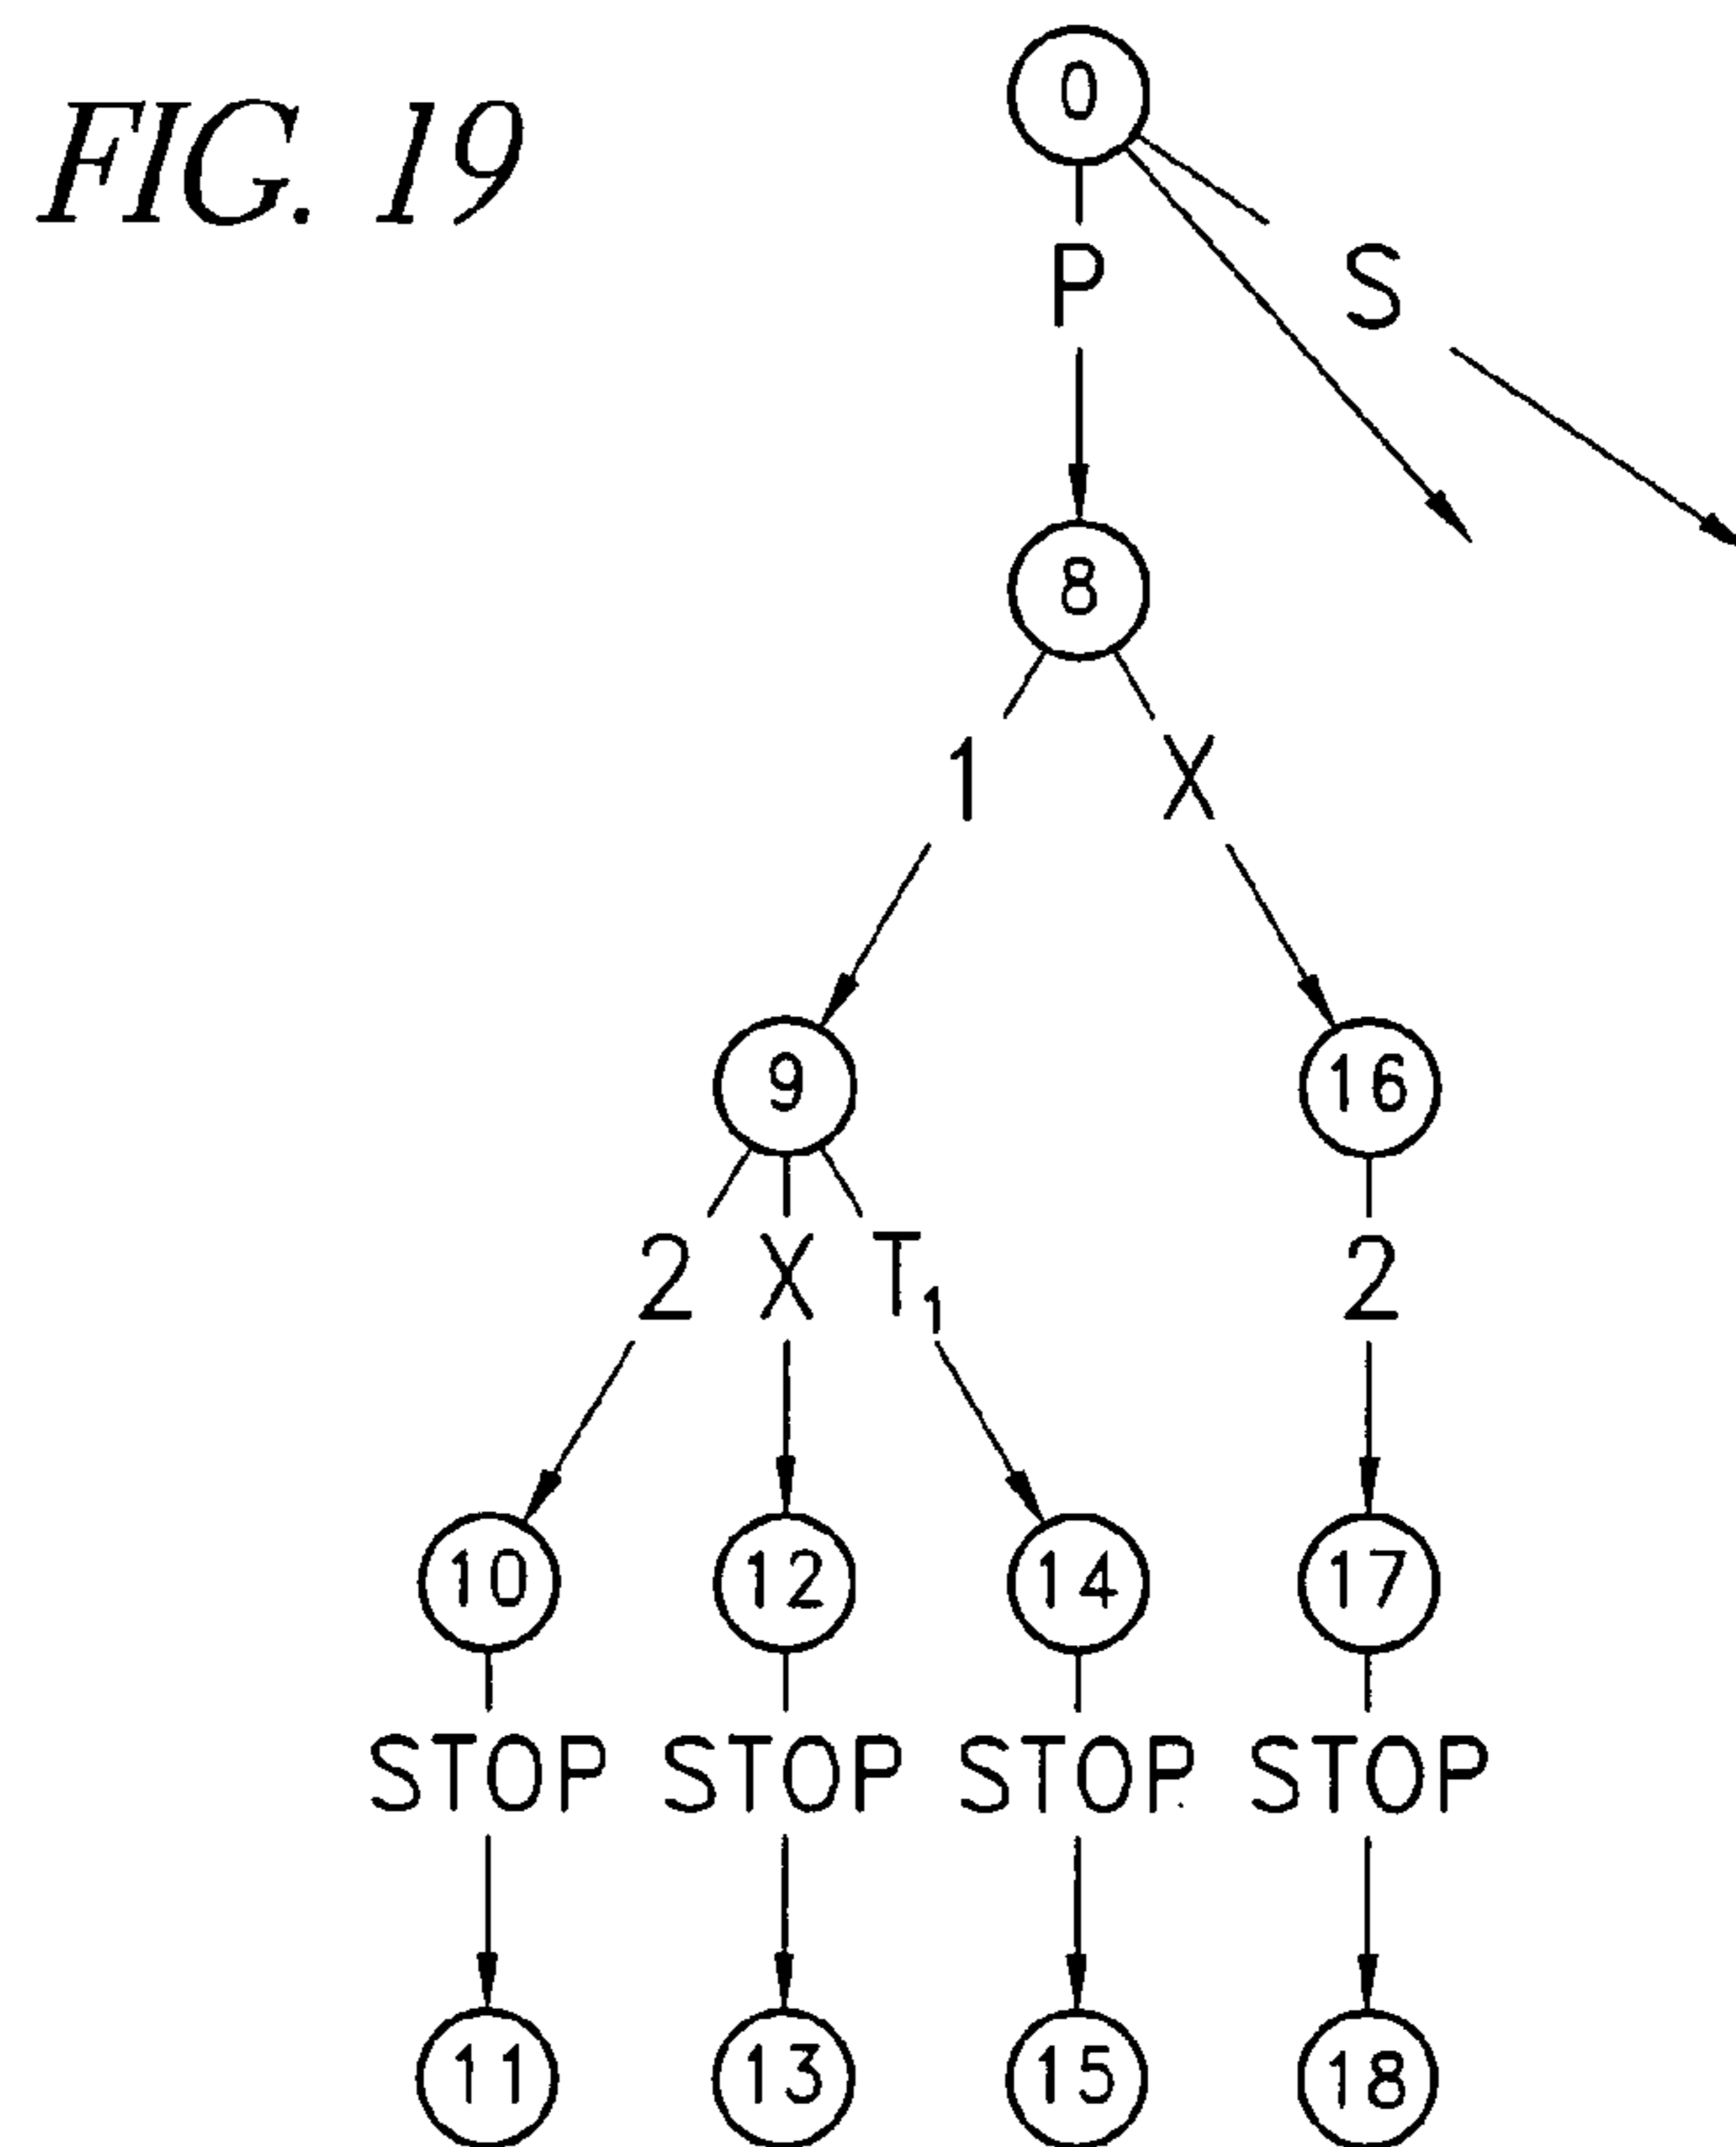 FIG. 19
0
P
S
8
1 X
9 16
2 X T₁ 2
10 12 14 17
STOP STOP STOP STOP
11 13 15 18